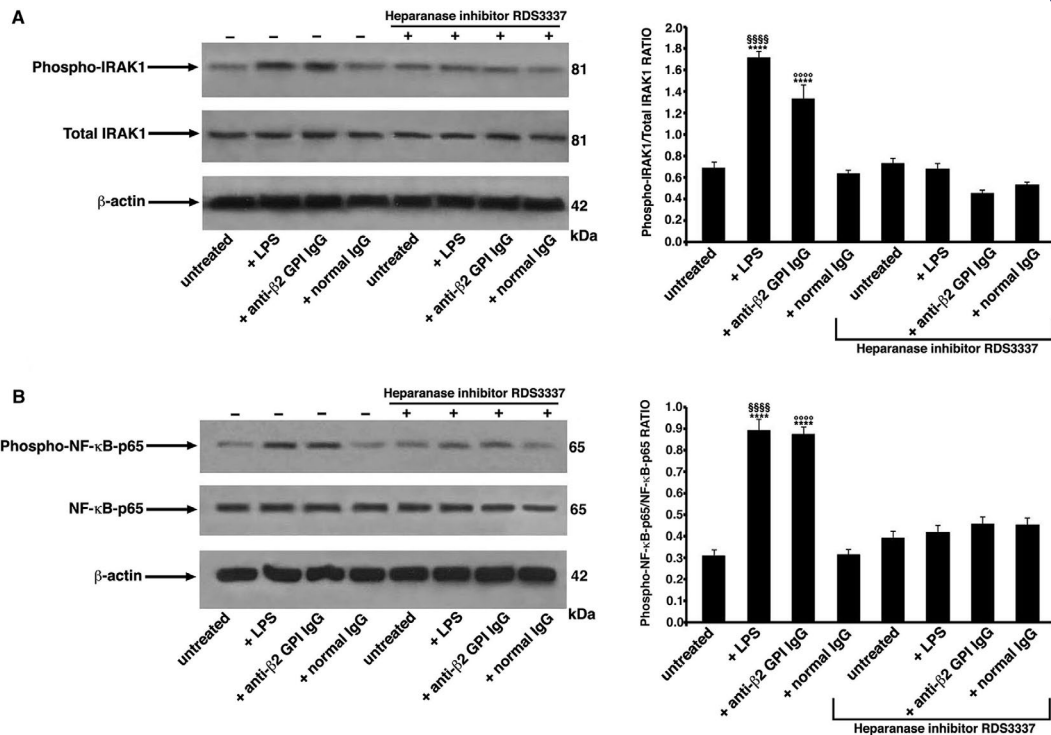 A
Heparanase inhibitor RDS3337
– – – – + + + +
Phospho-IRAK1
81
Total IRAK1
81
β-actin
42
kDa
untreated
+ LPS
+ anti-β2 GPI IgG
+ normal IgG
untreated
+ LPS
+ anti-β2 GPI IgG
+ normal IgG
Phospho-IRAK1/Total IRAK1 RATIO
2.0
1.8
1.6
1.4
1.2
1.0
0.8
0.6
0.4
0.2
0.0
§§§§
****
°°°°
****
untreated
+ LPS
+ anti-β2 GPI IgG
+ normal IgG
untreated
+ LPS
+ anti-β2 GPI IgG
+ normal IgG
Heparanase inhibitor RDS3337
B
Heparanase inhibitor RDS3337
– – – – + + + +
Phospho-NF-κB-p65
65
NF-κB-p65
65
β-actin
42
kDa
untreated
+ LPS
+ anti-β2 GPI IgG
+ normal IgG
untreated
+ LPS
+ anti-β2 GPI IgG
+ normal IgG
Phospho-NF-κB-p65/NF-κB-p65 RATIO
1.0
0.9
0.8
0.7
0.6
0.5
0.4
0.3
0.2
0.1
0.0
§§§§
****
°°°°
****
untreated
+ LPS
+ anti-β2 GPI IgG
+ normal IgG
untreated
+ LPS
+ anti-β2 GPI IgG
+ normal IgG
Heparanase inhibitor RDS3337